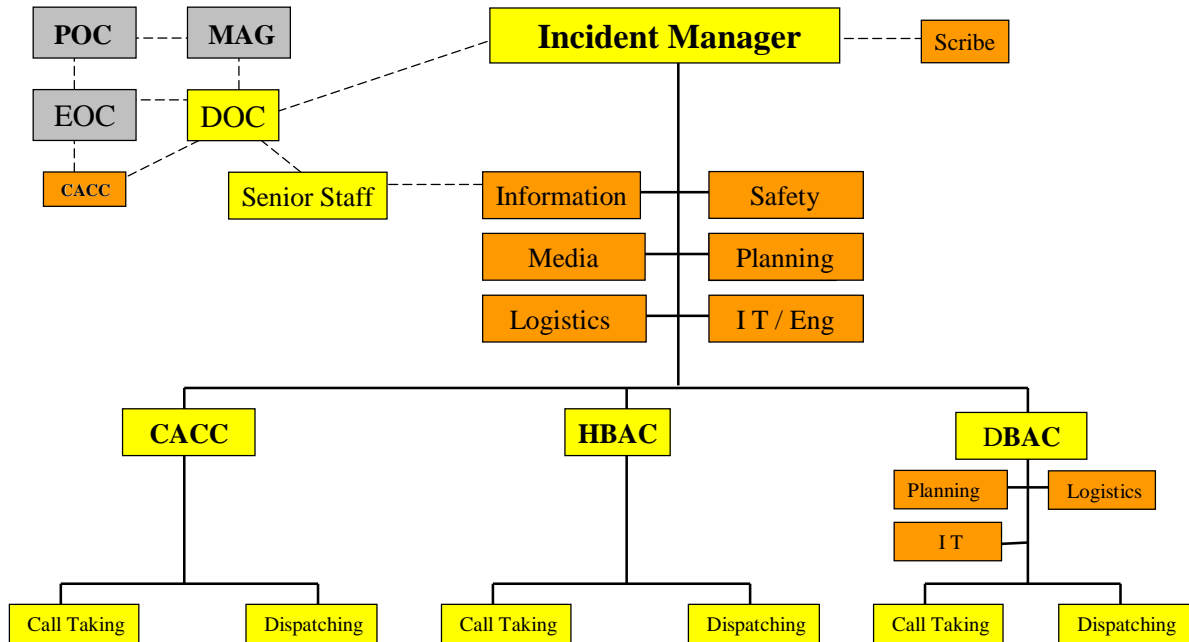 POC
MAG
Incident Manager
Scribe
EOC
DOC
CACC
Senior Staff
Information
Safety
Media
Planning
Logistics
I T / Eng
CACC
HBAC
DBAC
Planning
Logistics
I T
Call Taking
Dispatching
Call Taking
Dispatching
Call Taking
Dispatching